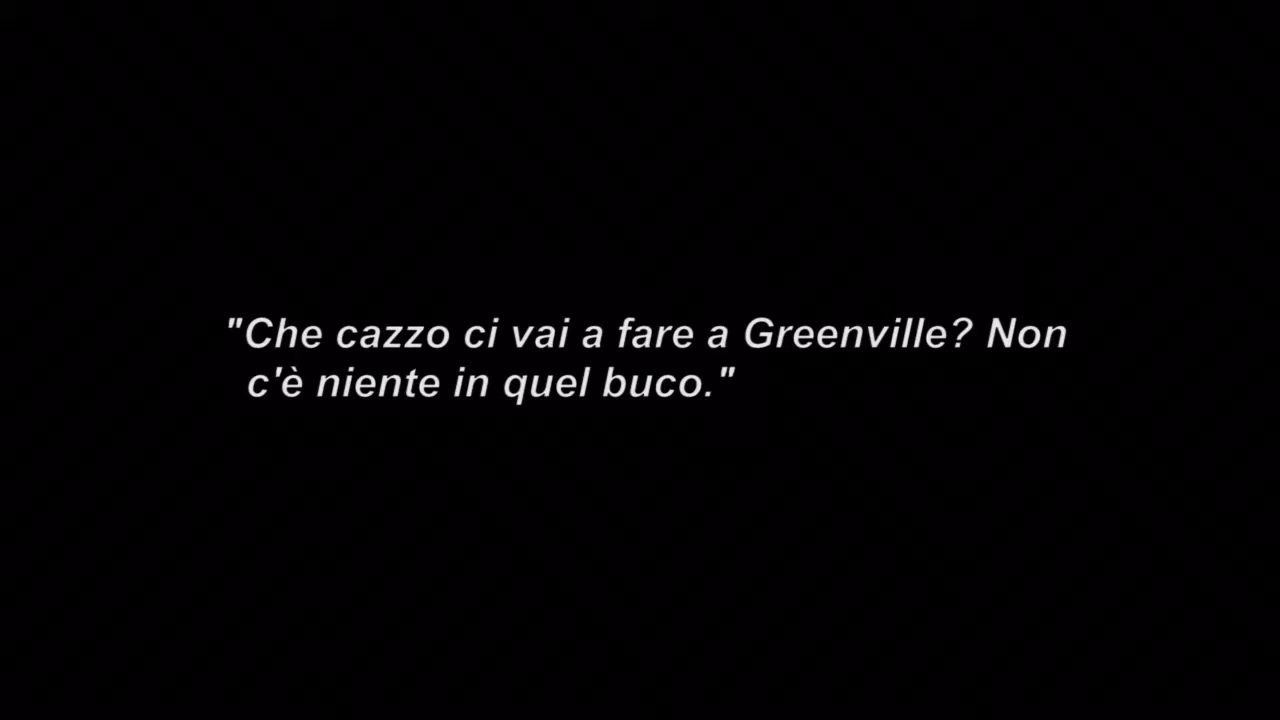 "Che cazzo ci vai a fare a Greenville? Non
c'è niente in quel buco."